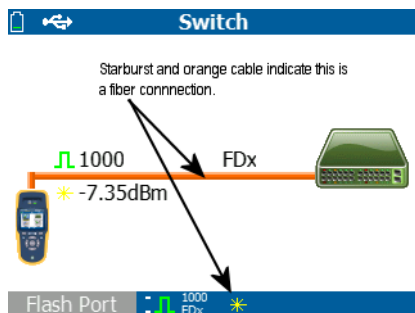 Switch
Starburst and orange cable indicate this is
a fiber connnection.
1000 FDx
-7.35dBm
Flash Port
1000
FDx